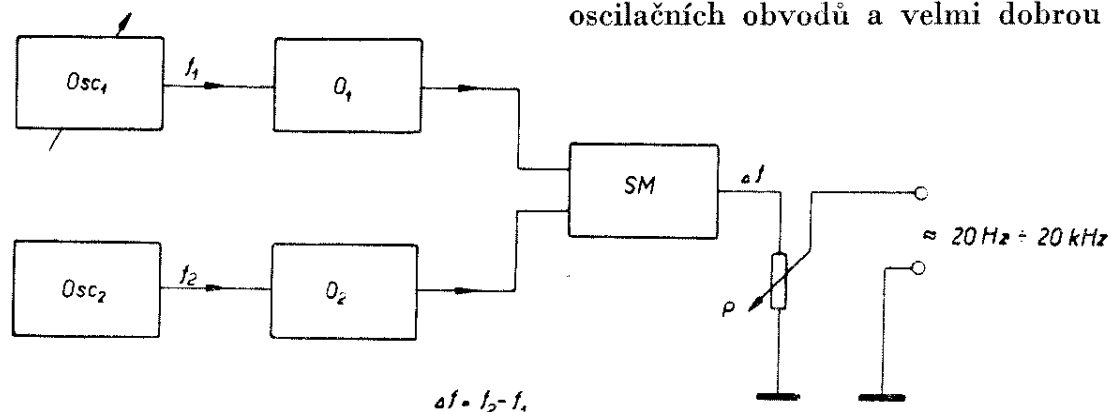 oscilačních obvodů a velmi dobrou
Osc₁
f₁
O₁
SM
Δf
≈ 20 Hz ÷ 20 kHz
Osc₂
f₂
O₂
P
Δf = f₂ - f₁